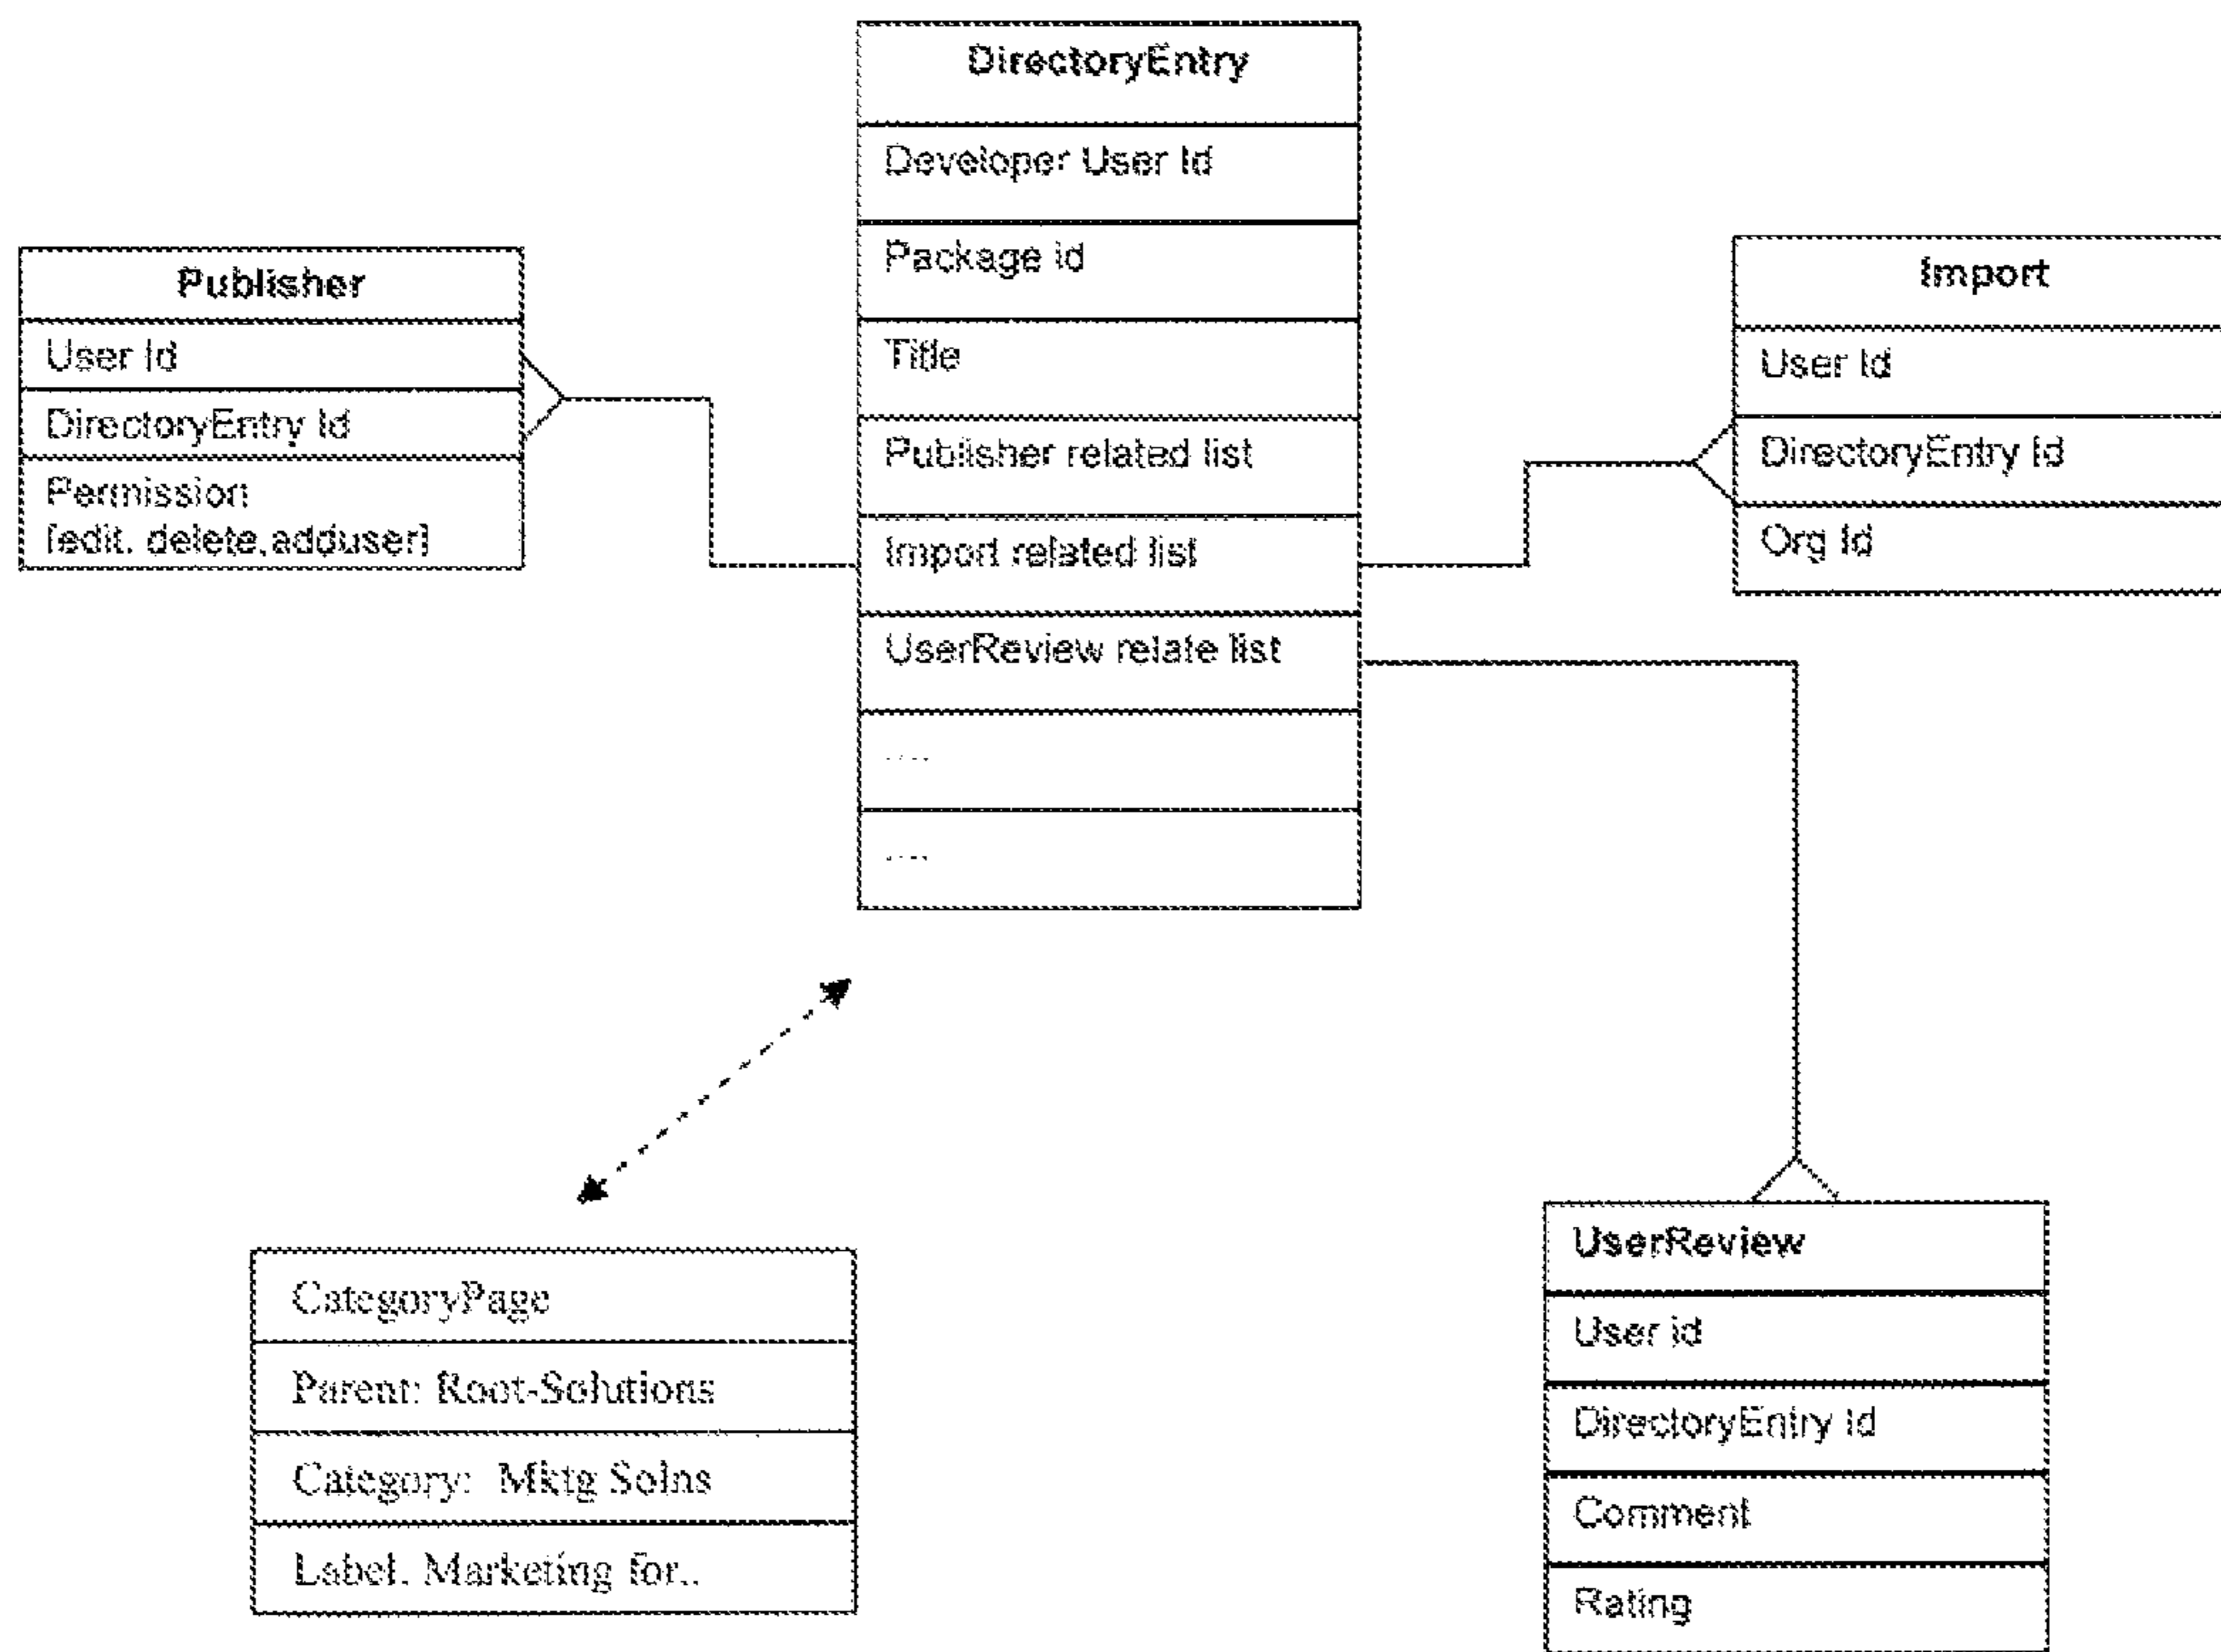 DirectoryEntry
Developer User Id
Package id
Title
Publisher related list
Import related list
UserReview relate list
....
....
Publisher
User Id
DirectoryEntry Id
Permission
[edit, delete,adduser]
Import
User Id
DirectoryEntry Id
Org Id
CategoryPage
Parent: Root-Solutions
Category: Mktg Solns
Label: Marketing for..
UserReview
User id
DirectoryEntry Id
Comment
Rating